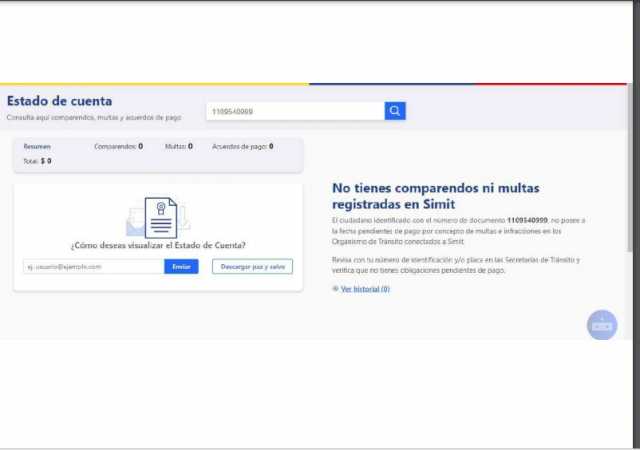 Estado de cuenta
Consulta aquí comparendos, multas y acuerdos de pago
1109540969
Resumen Comparendos: 0 Multas: 0 Acuerdos de pago: 0
Total: $ 0
¿Cómo deseas visualizar el Estado de Cuenta?
ej. usuario@ejemplo.com Enviar Descargar paz y salvo
No tienes comparendos ni multas
registradas en Simit
El ciudadano identificado con el número de documento 1109540999, no posee a
la fecha pendientes de pago por concepto de multas e infracciones en los
Organismo de Tránsito conectados a Simit.
Revisa con tu número de identificación y/o placa en las Secretarías de Tránsito y
verifica que no tienes obligaciones pendientes de pago.
Ver historial (0)